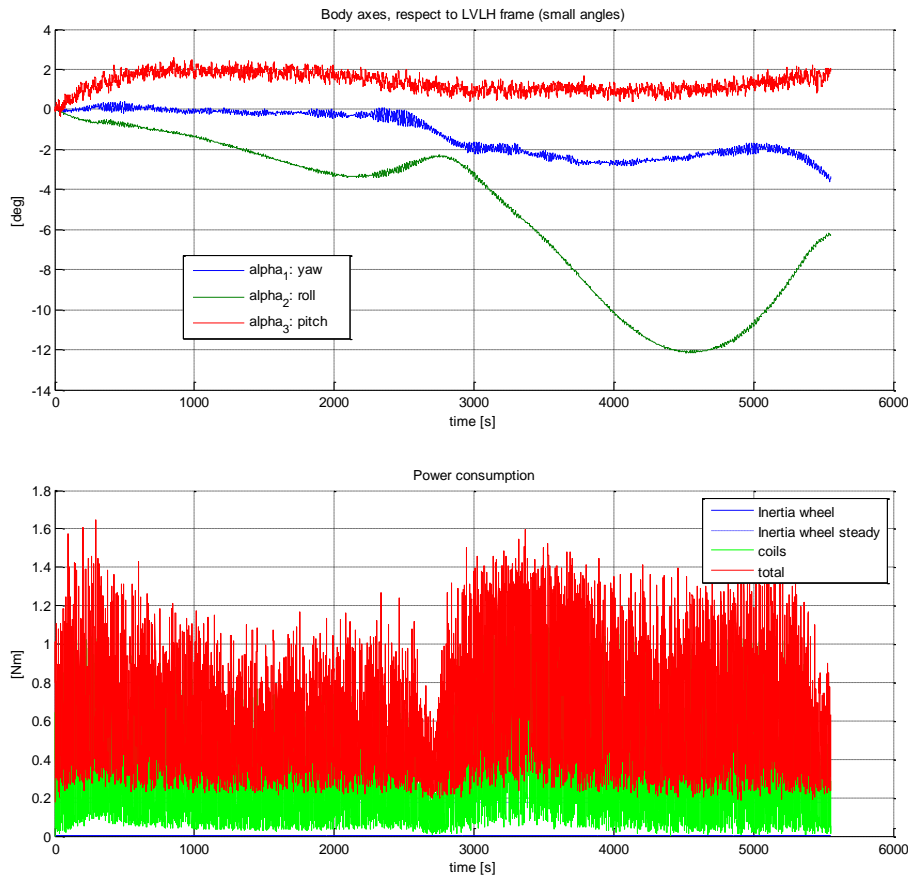 Body axes, respect to LVLH frame (small angles)
4
2
0
-2
-4
-6
-8
-10
-12
-14
[deg]
alpha1: yaw
alpha2: roll
alpha3: pitch
0 1000 2000 3000 4000 5000 6000
time [s]
Power consumption
1.8
1.6
1.4
1.2
1
0.8
0.6
0.4
0.2
0
[Nm]
Inertia wheel
Inertia wheel steady
coils
total
0 1000 2000 3000 4000 5000 6000
time [s]